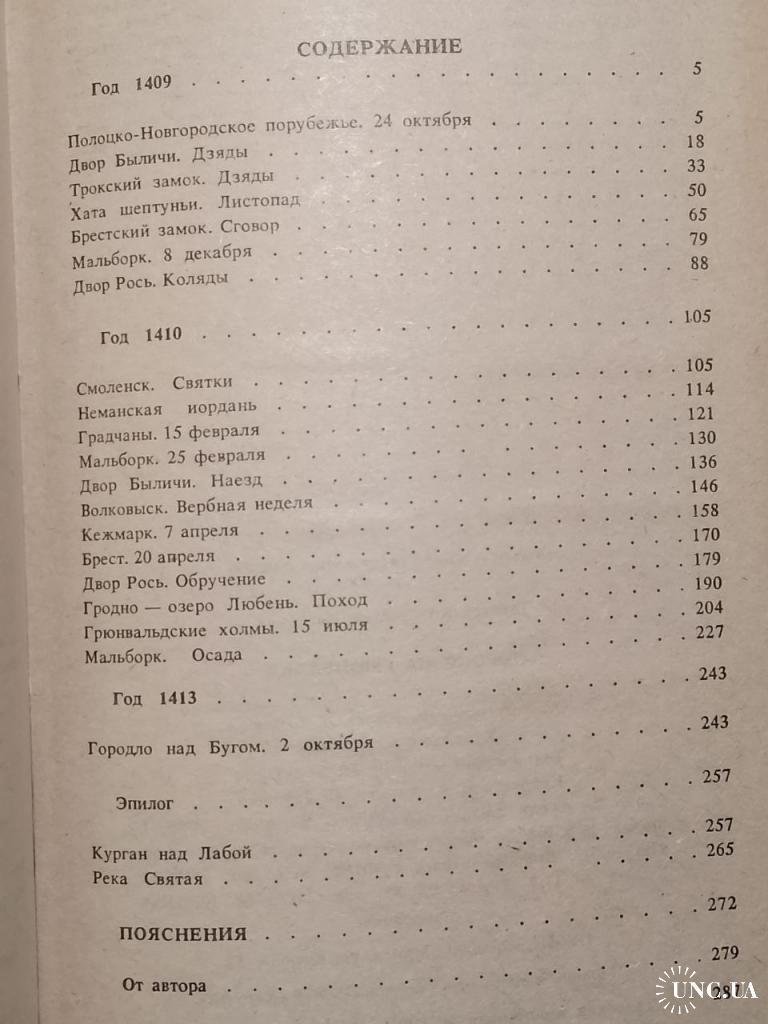 СОДЕРЖАНИЕ
Год 1409 . . . . . . . . . . . . . . . . 5
Полоцко-Новгородское порубежье. 24 октября . . . . . . . 5
Двор Быличи. Дзяды . . . . . . . . . . . . . . . . 18
Трокский замок. Дзяды . . . . . . . . . . . . . . . 33
Хата шептуньи. Листопад . . . . . . . . . . . . . . 50
Брестский замок. Сговор . . . . . . . . . . . . . . 65
Мальборк. 8 декабря . . . . . . . . . . . . . . . . 79
Двор Рось. Коляды . . . . . . . . . . . . . . . . 88
Год 1410 . . . . . . . . . . . . . . . . 105
Смоленск. Святки . . . . . . . . . . . . . . . . 105
Неманская иордань . . . . . . . . . . . . . . . . 114
Градчаны. 15 февраля . . . . . . . . . . . . . . . 121
Мальборк. 25 февраля . . . . . . . . . . . . . . . 130
Двор Быличи. Наезд . . . . . . . . . . . . . . . . 136
Волковыск. Вербная неделя . . . . . . . . . . . . . 146
Кежмарк. 7 апреля . . . . . . . . . . . . . . . . 158
Брест. 20 апреля . . . . . . . . . . . . . . . . 170
Двор Рось. Обручение . . . . . . . . . . . . . . . 179
Гродно — озеро Любень. Поход . . . . . . . . . . . 190
Грюнвальдские холмы. 15 июля . . . . . . . . . . . 204
Мальборк. Осада . . . . . . . . . . . . . . . . 227
Год 1413 . . . . . . . . . . . . . . . . 243
Городло над Бугом. 2 октября . . . . . . . . . . . 243
Эпилог . . . . . . . . . . . . . . . . 257
Курган над Лабой . . . . . . . . . . . . . . . . 257
Река Святая . . . . . . . . . . . . . . . . 265
ПОЯСНЕНИЯ . . . . . . . . . . . . . . . . 272
От автора . . . . . . . . . . . . . . . . 279
287
UNC.UA